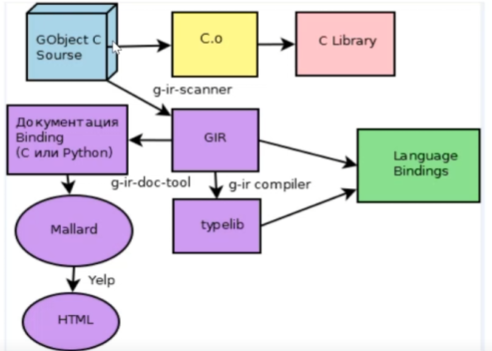 GObject C
Sourse
C.o
C Library
g-ir-scanner
Документация
Binding
(C или Python)
GIR
Language
Bindings
g-ir-doc-tool
g-ir compiler
typelib
Mallard
Yelp
HTML